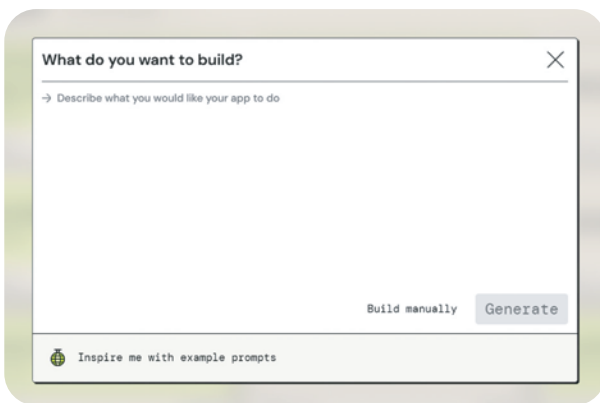 What do you want to build?
→ Describe what you would like your app to do
Build manually
Generate
Inspire me with example prompts